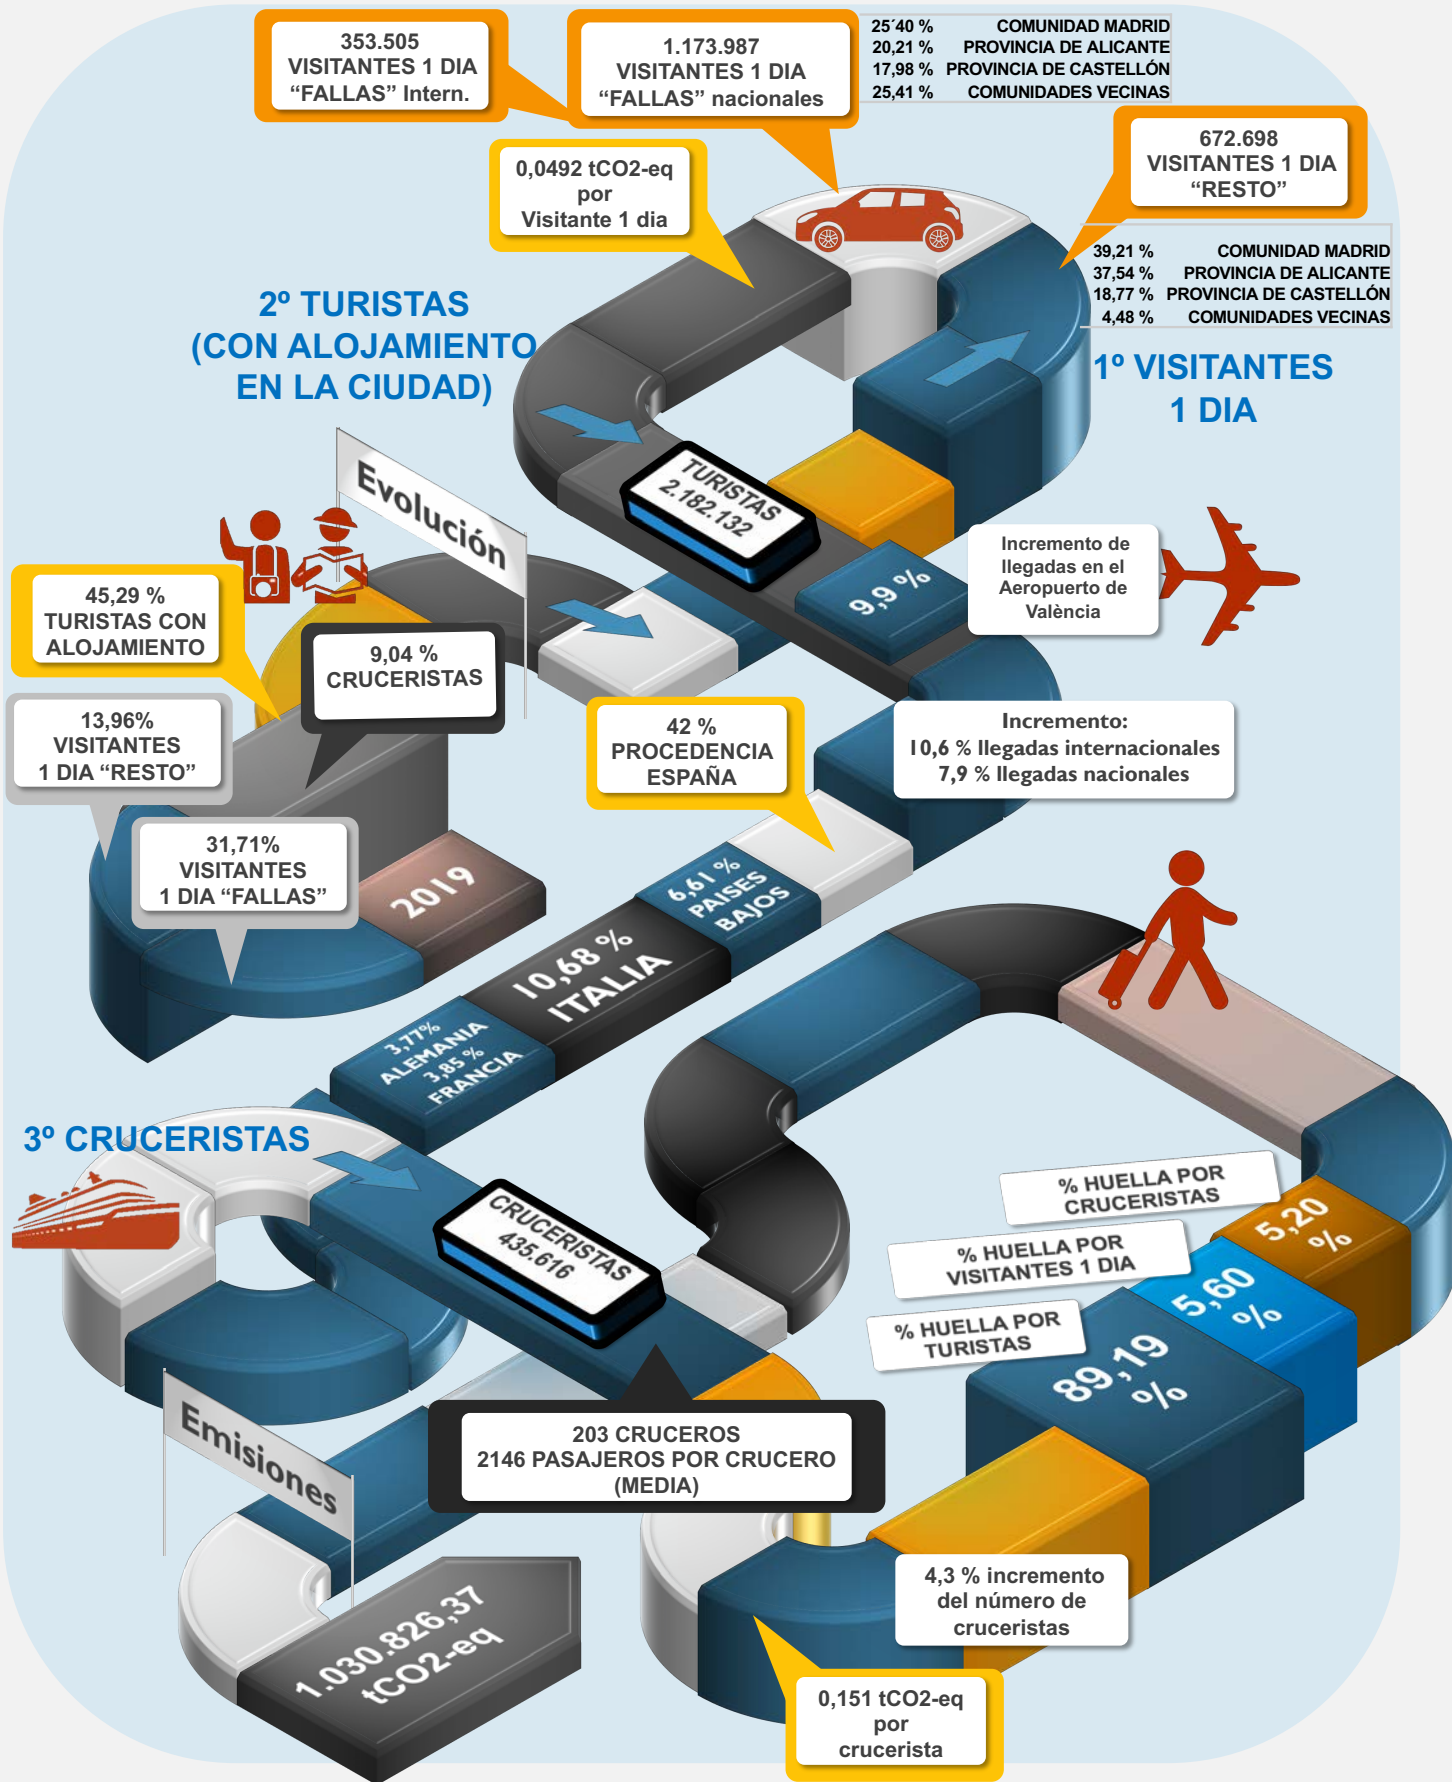 353.505
VISITANTES 1 DIA
“FALLAS” Intern.
1.173.987
VISITANTES 1 DIA
“FALLAS” nacionales
25´40 % COMUNIDAD MADRID
20,21 % PROVINCIA DE ALICANTE
17,98 % PROVINCIA DE CASTELLÓN
25,41 % COMUNIDADES VECINAS
0,0492 tCO2-eq
por
Visitante 1 dia
672.698
VISITANTES 1 DIA
“RESTO”
39,21 % COMUNIDAD MADRID
37,54 % PROVINCIA DE ALICANTE
18,77 % PROVINCIA DE CASTELLÓN
4,48 % COMUNIDADES VECINAS
2º TURISTAS
(CON ALOJAMIENTO
EN LA CIUDAD)
1º VISITANTES
1 DIA
TURISTAS
2.182.132
Evolución
9,9 %
Incremento de
llegadas en el
Aeropuerto de
València
45,29 %
TURISTAS CON
ALOJAMIENTO
9,04 %
CRUCERISTAS
13,96%
VISITANTES
1 DIA “RESTO”
42 %
PROCEDENCIA
ESPAÑA
Incremento:
10,6 % llegadas internacionales
7,9 % llegadas nacionales
31,71%
VISITANTES
1 DIA “FALLAS”
2019
6,61 %
PAISES
BAJOS
10,68 %
ITALIA
3,77%
ALEMANIA
3,85 %
FRANCIA
3º CRUCERISTAS
CRUCERISTAS
435.616
% HUELLA POR
CRUCERISTAS
5,20
%
% HUELLA POR
VISITANTES 1 DIA
5,60
%
% HUELLA POR
TURISTAS
89,19
%
203 CRUCEROS
2146 PASAJEROS POR CRUCERO
(MEDIA)
Emisiones
4,3 % incremento
del número de
cruceristas
1.030.826,37
tCO2-eq
0,151 tCO2-eq
por
crucerista